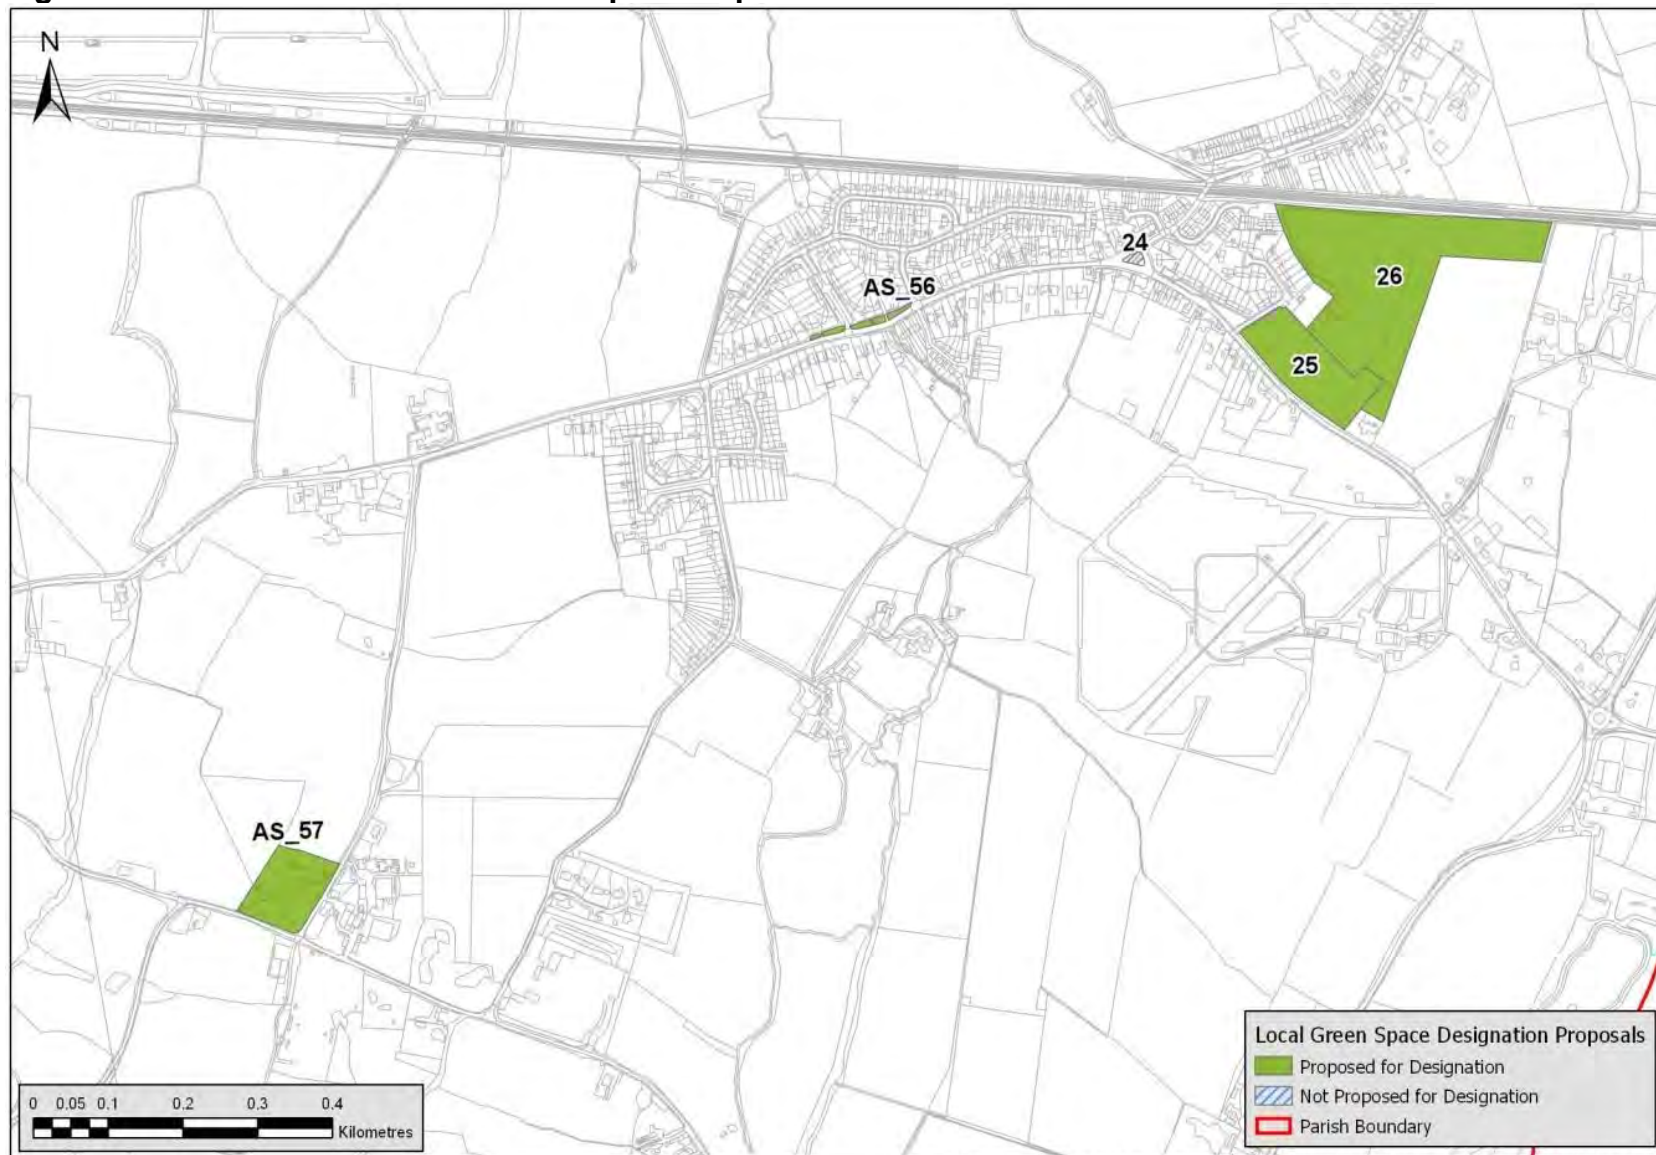 N
24
26
AS_56
25
AS_57
Local Green Space Designation Proposals
Proposed for Designation
Not Proposed for Designation
Parish Boundary
0 0.05 0.1 0.2 0.3 0.4
Kilometres